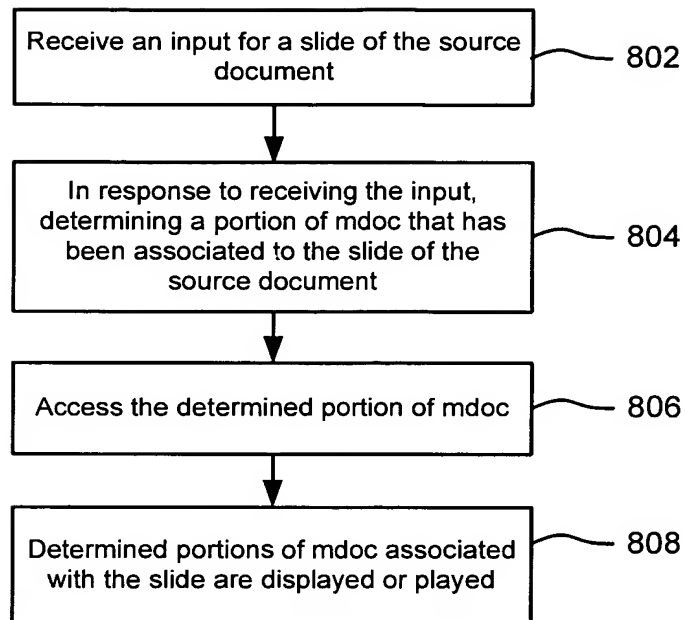 Receive an input for a slide of the source
document
802
In response to receiving the input,
determining a portion of mdoc that has
been associated to the slide of the
source document
804
Access the determined portion of mdoc
806
Determined portions of mdoc associated
with the slide are displayed or played
808